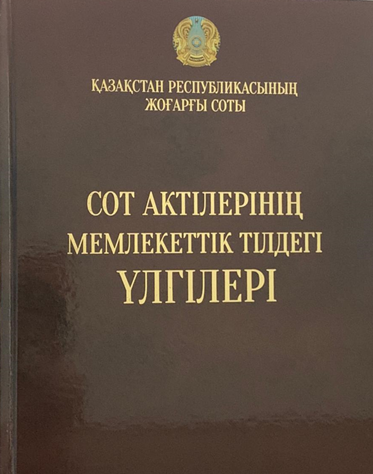 ҚАЗАҚСТАН РЕСПУБЛИКАСЫНЫҢ
ЖОҒАРҒЫ СОТЫ
СОТ АКТІЛЕРІНІҢ
МЕМЛЕКЕТТІК ТІЛДЕГІ
ҮЛГІЛЕРІ